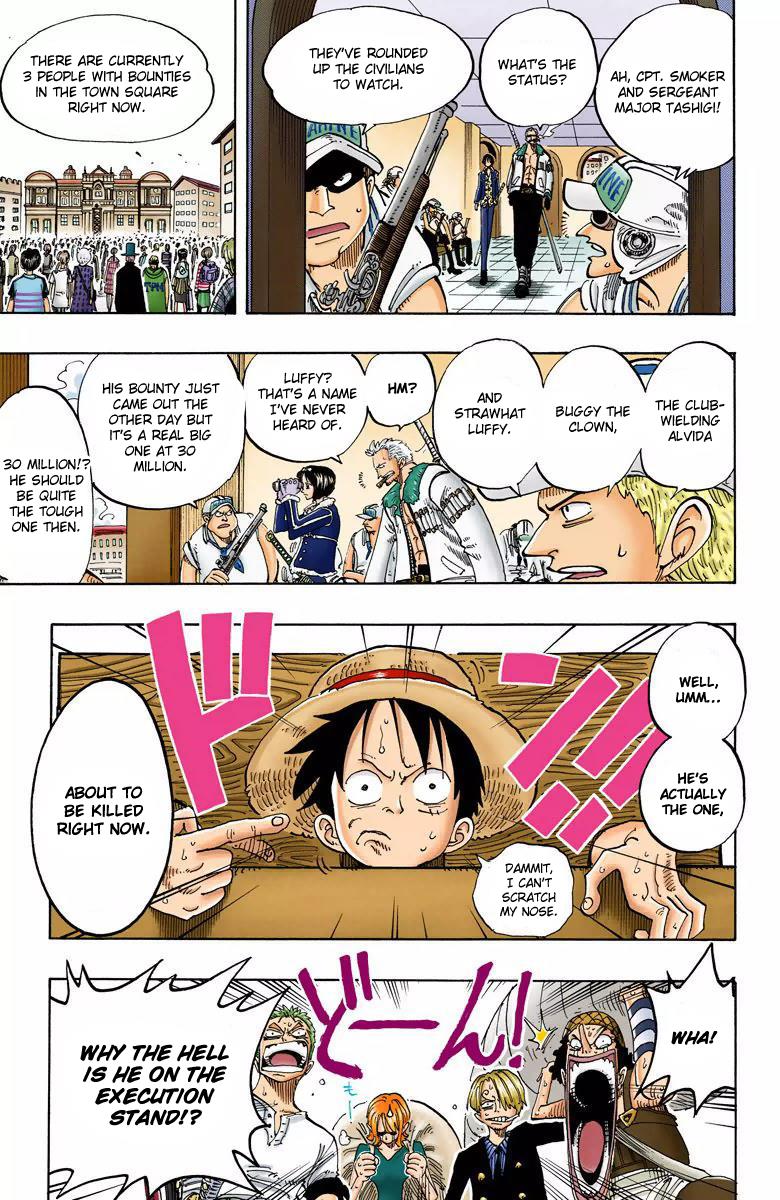 AH, CPT. SMOKER
AND SERGEANT
MAJOR TASHIGI!
WHAT'S THE
STATUS?
THEY'VE ROUNDED
UP THE CIVILIANS
TO WATCH.
MARINE
INE
THERE ARE CURRENTLY
3 PEOPLE WITH BOUNTIES
IN THE TOWN SQUARE
RIGHT NOW.
THE CLUB-
WIELDING
ALVIDA
BUGGY THE
CLOWN,
AND
STRAWHAT
LUFFY.
HM?
LUFFY?
THAT'S A NAME
I'VE NEVER
HEARD OF.
HIS BOUNTY JUST
CAME OUT THE
OTHER DAY BUT
IT'S A REAL BIG
ONE AT 30
MILLION.
30 MILLION!?
HE SHOULD
BE QUITE
THE TOUGH
ONE THEN.
WELL,
UMM...
HE'S
ACTUALLY
THE ONE,
ドン!!!
DAMMIT,
I CAN'T
SCRATCH
MY NOSE.
ABOUT TO
BE KILLED
RIGHT NOW.
WHA!
どーん!
WHY THE HELL
IS HE ON THE
EXECUTION
STAND!?